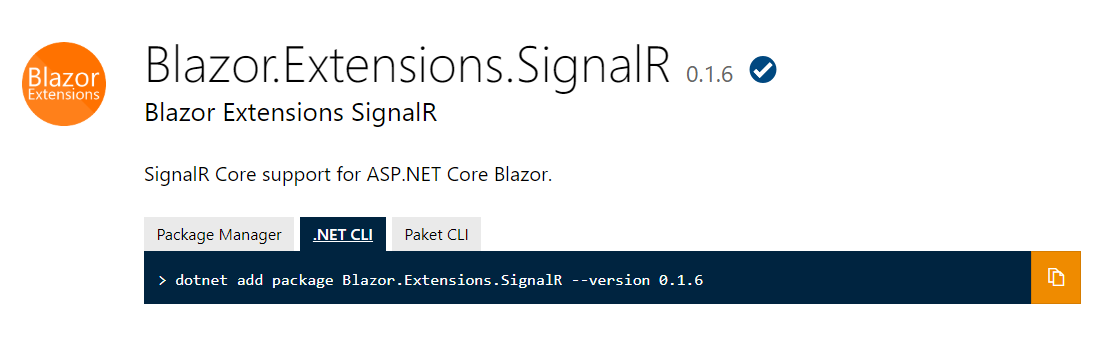 Blazor
Extensions
Blazor.Extensions.SignalR 0.1.6
Blazor Extensions SignalR
SignalR Core support for ASP.NET Core Blazor.
Package Manager .NET CLI Paket CLI
> dotnet add package Blazor.Extensions.SignalR --version 0.1.6